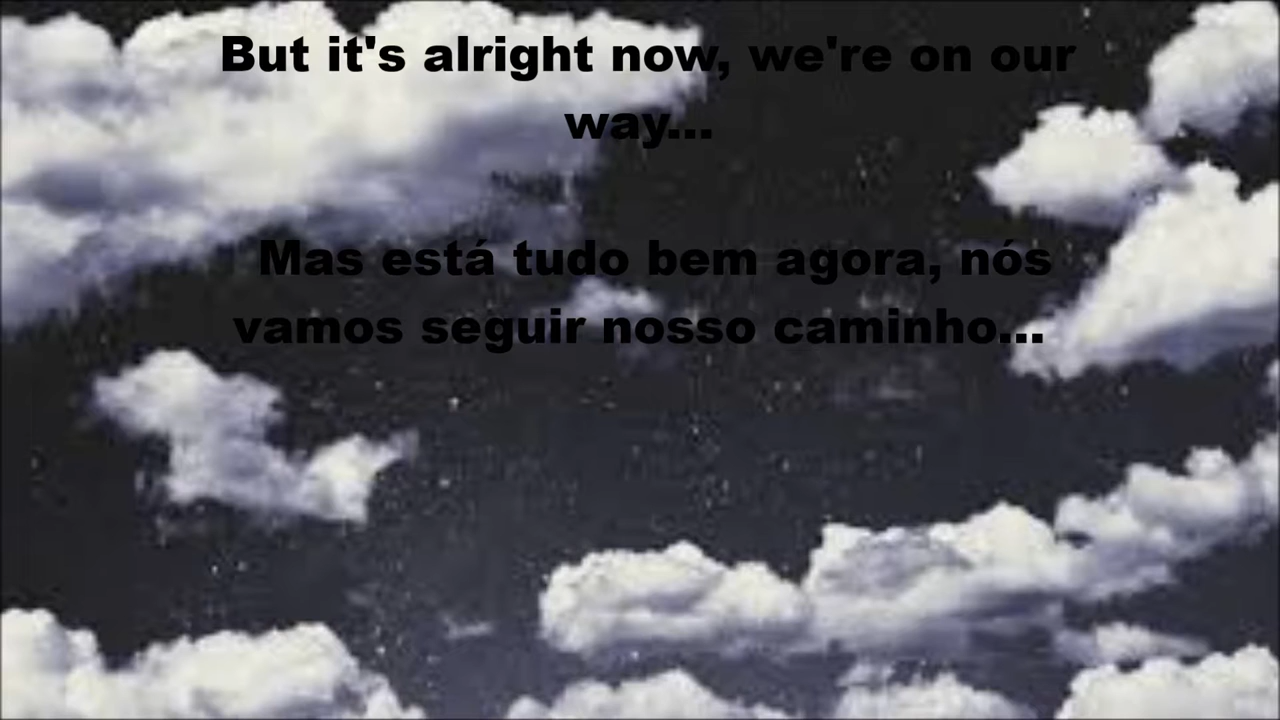 But it's alright now, we're on our
way...
Mas está tudo bem agora, nós
vamos seguir nosso caminho...